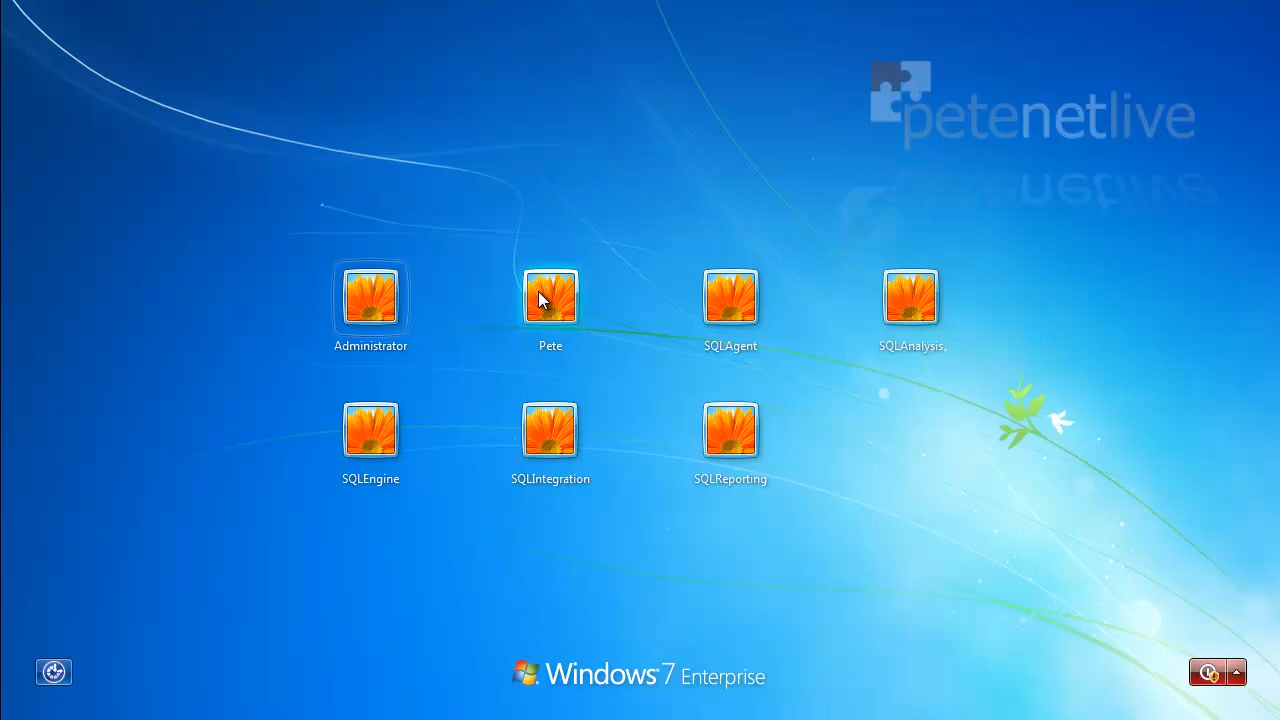 petenetlive
Administrator
Pete
SQLAgent
SQLAnalysis.
SQLEngine
SQLIntegration
SQLReporting
Windows 7 Enterprise